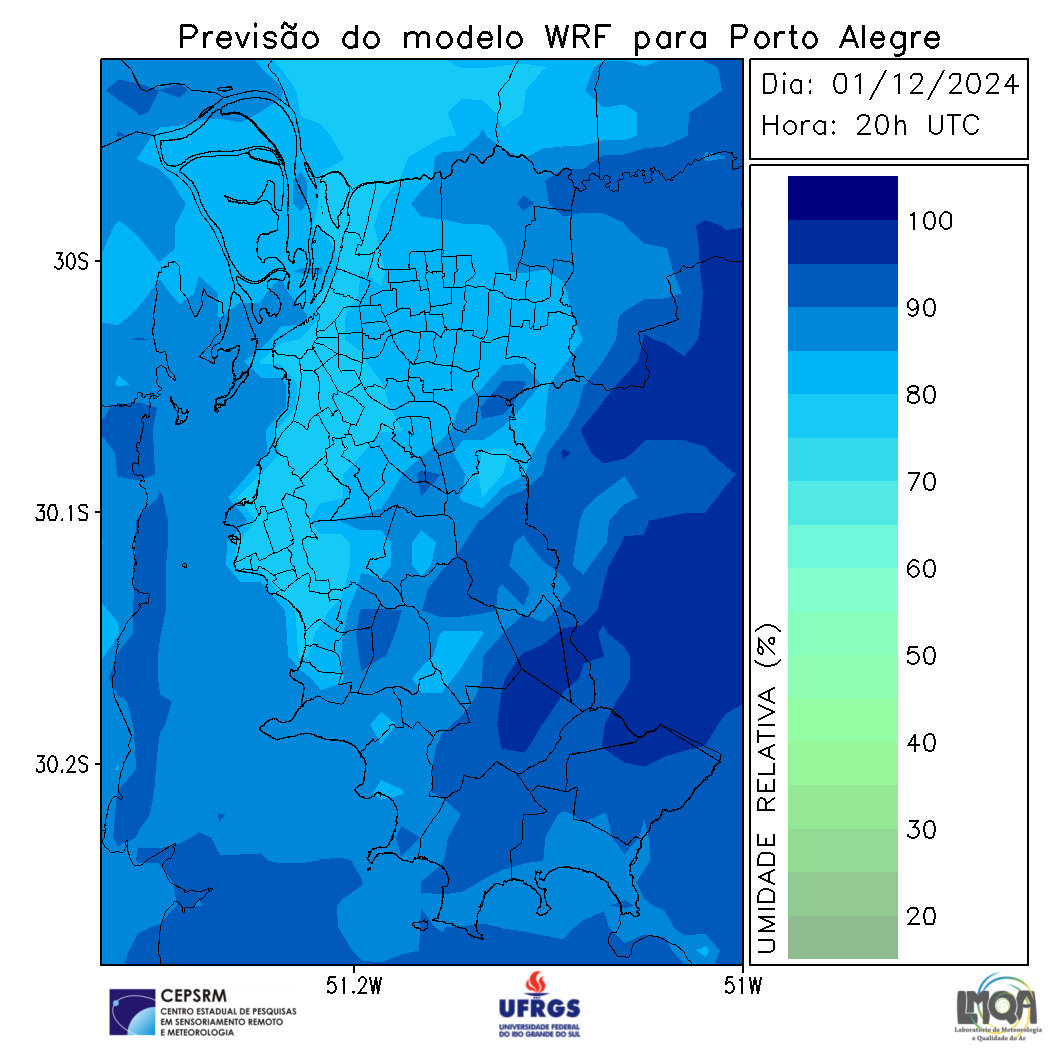 Previsão do modelo WRF para Porto Alegre
Dia: 01/12/2024
Hora: 20h UTC
30S
30.1S
30.2S
51.2W
51W
UMIDADE RELATIVA (%)
100
90
80
70
60
50
40
30
20
CEPSRM
CENTRO ESTADUAL DE PESQUISAS
EM SENSORIAMENTO REMOTO
E METEOROLOGIA
UFRGS
UNIVERSIDADE FEDERAL
DO RIO GRANDE DO SUL
LMQA
Laboratório de Meteorologia
e Qualidade do Ar